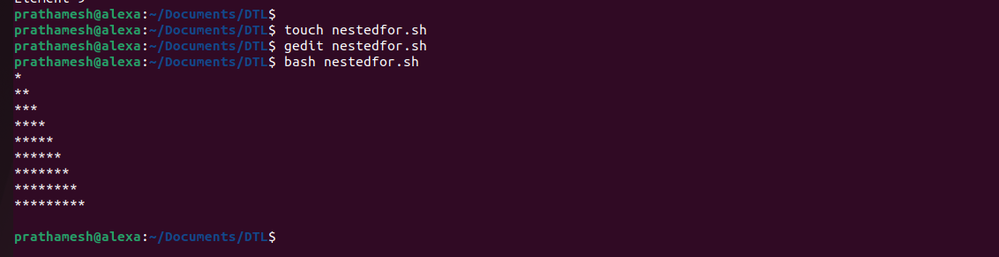 prathamesh@alexa:~/Documents/DTL$
prathamesh@alexa:~/Documents/DTL$ touch nestedfor.sh
prathamesh@alexa:~/Documents/DTL$ gedit nestedfor.sh
prathamesh@alexa:~/Documents/DTL$ bash nestedfor.sh
*
**
***
****
*****
******
*******
********
*********
prathamesh@alexa:~/Documents/DTL$